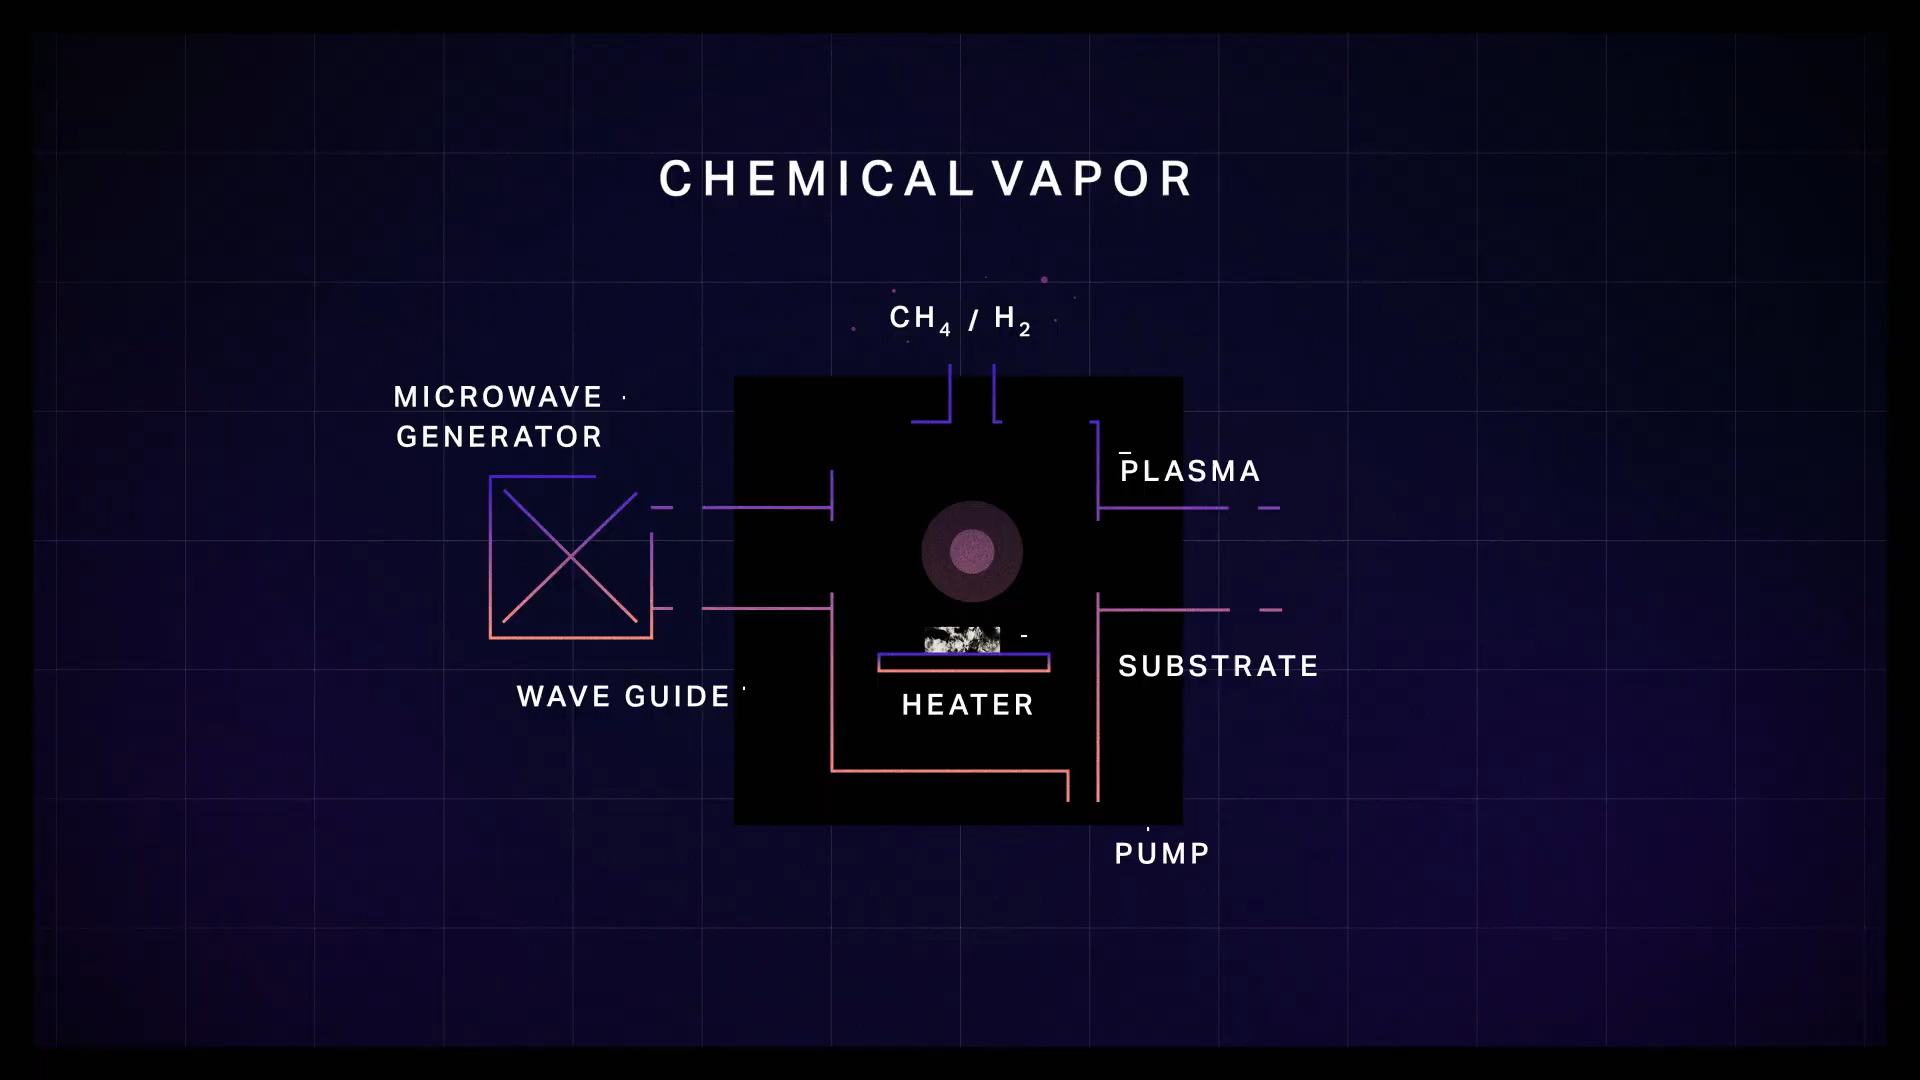 CHEMICAL VAPOR
CH₄ / H₂
MICROWAVE
GENERATOR
PLASMA
SUBSTRATE
WAVE GUIDE
HEATER
PUMP